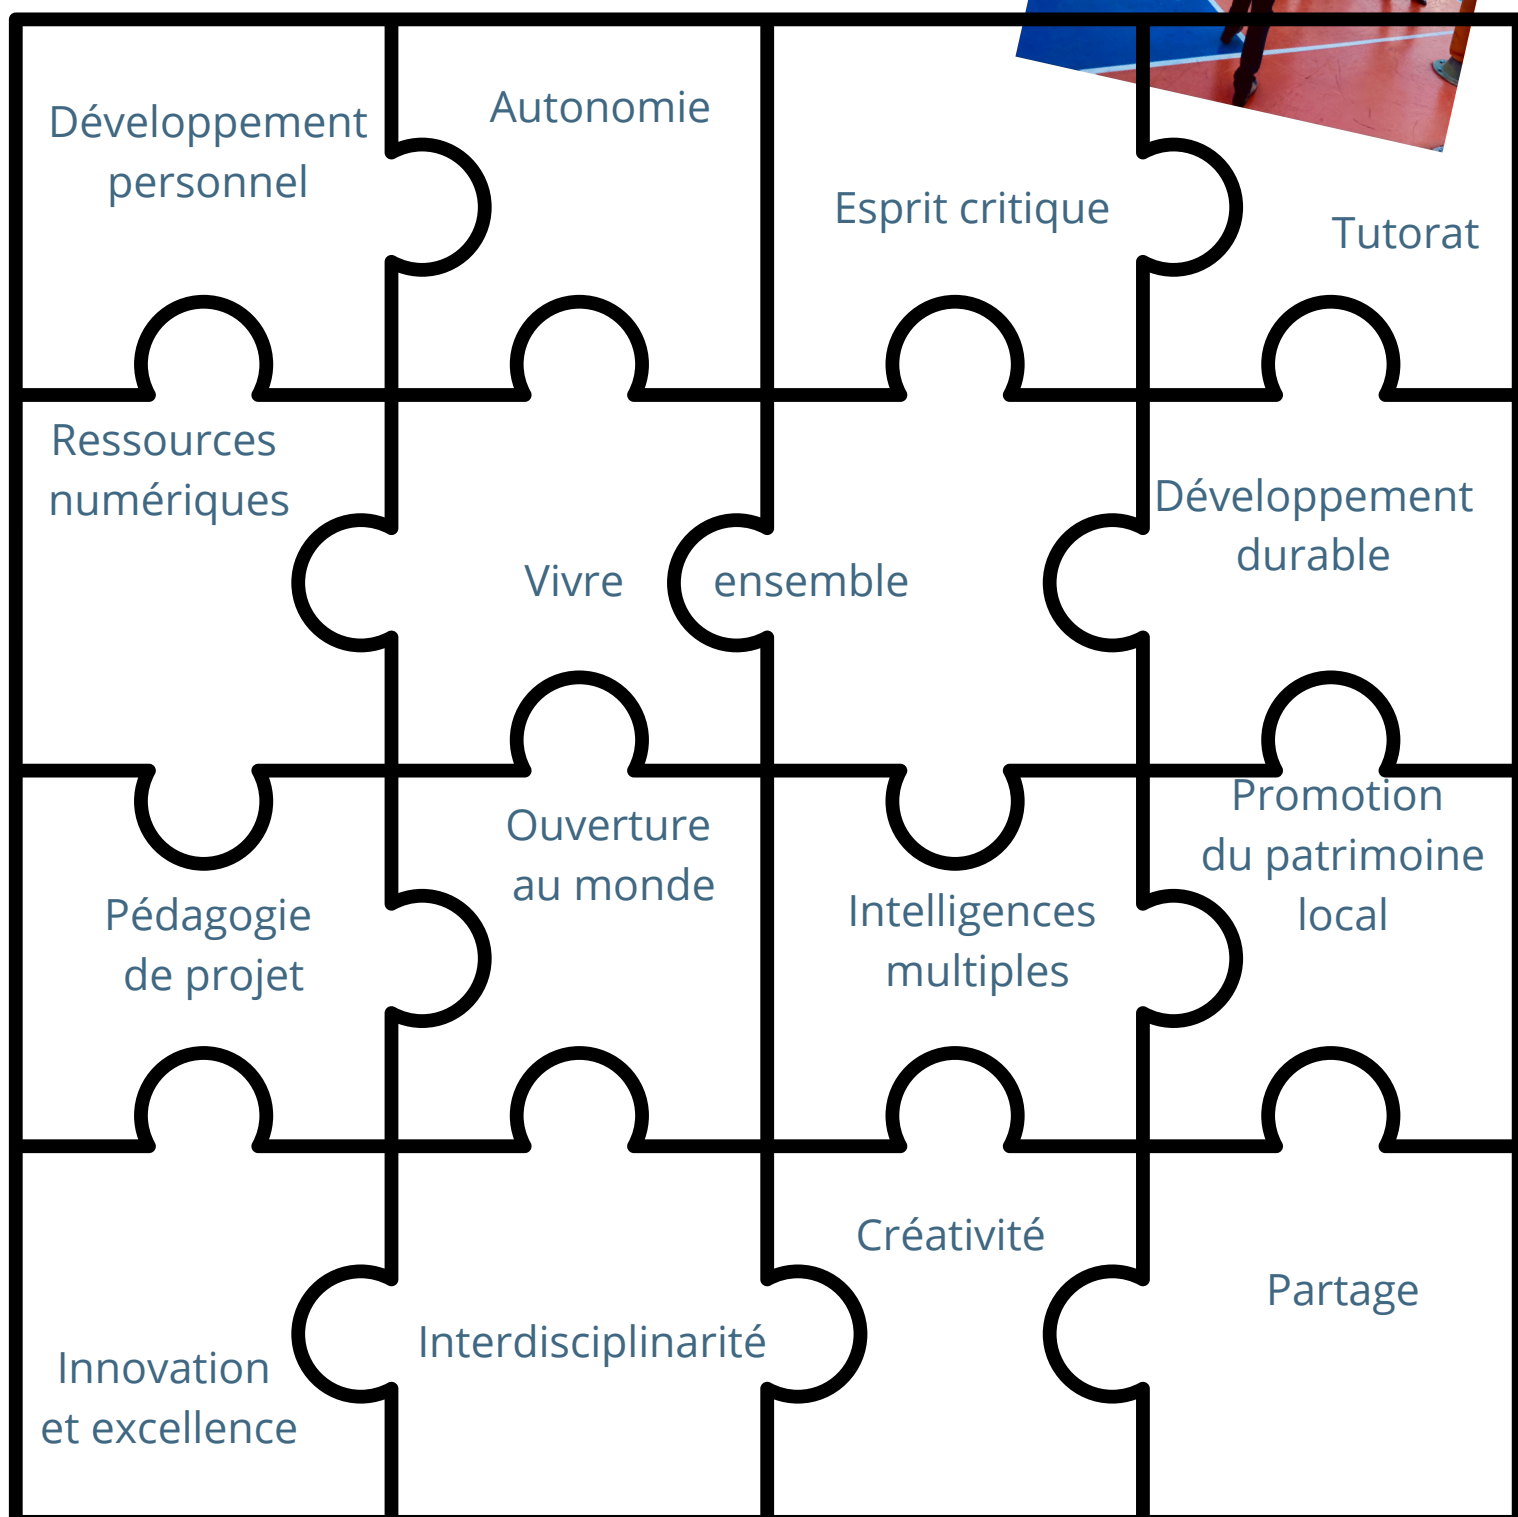 Développement
personnel
Autonomie
Esprit critique
Tutorat
Ressources
numériques
Vivre ensemble
Développement
durable
Pédagogie
de projet
Ouverture
au monde
Intelligences
multiples
Promotion
du patrimoine
local
Innovation
et excellence
Interdisciplinarité
Créativité
Partage